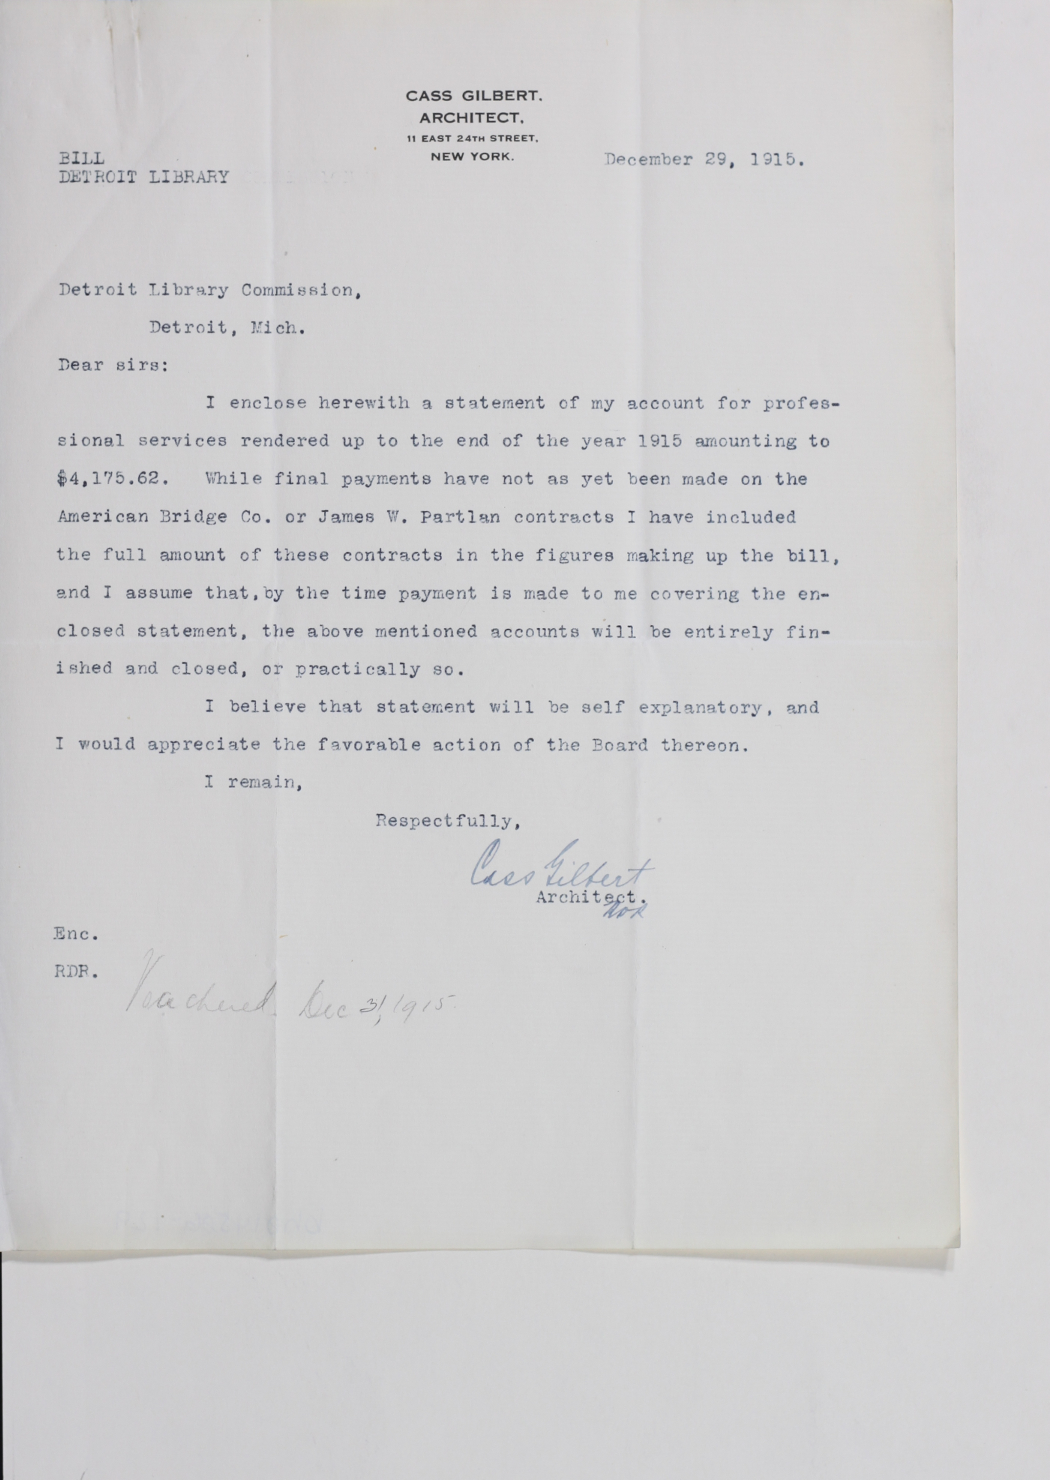 CASS GILBERT.
ARCHITECT,
11 EAST 24TH STREET,
NEW YORK.
BILL
DETROIT LIBRARY
December 29, 1915.
Detroit Library Commission,
Detroit, Mich.
Dear sirs:
I enclose herewith a statement of my account for profes-
sional services rendered up to the end of the year 1915 amounting to
$4,175.62. While final payments have not as yet been made on the
American Bridge Co. or James W. Partlan contracts I have included
the full amount of these contracts in the figures making up the bill,
and I assume that,by the time payment is made to me covering the en-
closed statement, the above mentioned accounts will be entirely fin-
ished and closed, or practically so.
I believe that statement will be self explanatory, and
I would appreciate the favorable action of the Board thereon.
I remain,
Respectfully,
Cass Gilbert
Architect.
Enc.
RDR.
Vouchered Dec 31, 1915